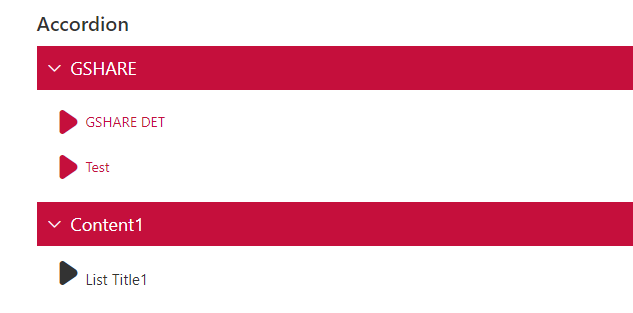 Accordion
GSHARE
GSHARE DET
Test
Content1
List Title1